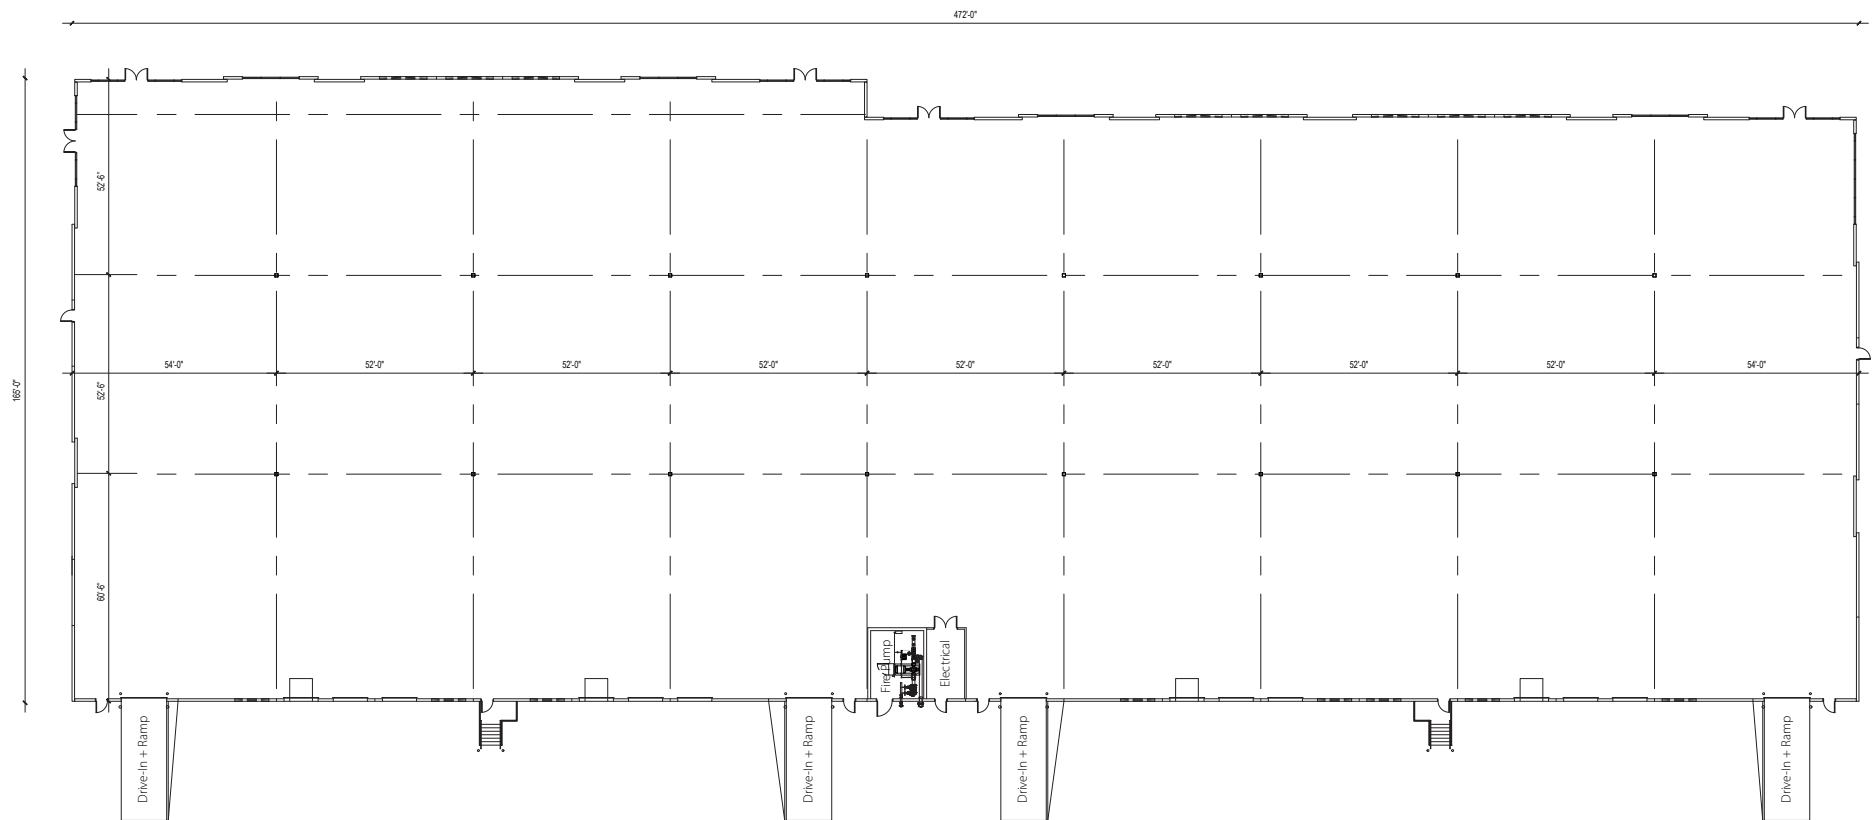 472'-0"
52'-6"
54'-0"
52'-0"
52'-0"
52'-0"
52'-0"
52'-0"
52'-0"
52'-0"
54'-0"
165'-0"
52'-6"
60'-6"
Fire Pump
Electrical
Drive-In + Ramp
Drive-In + Ramp
Drive-In + Ramp
Drive-In + Ramp